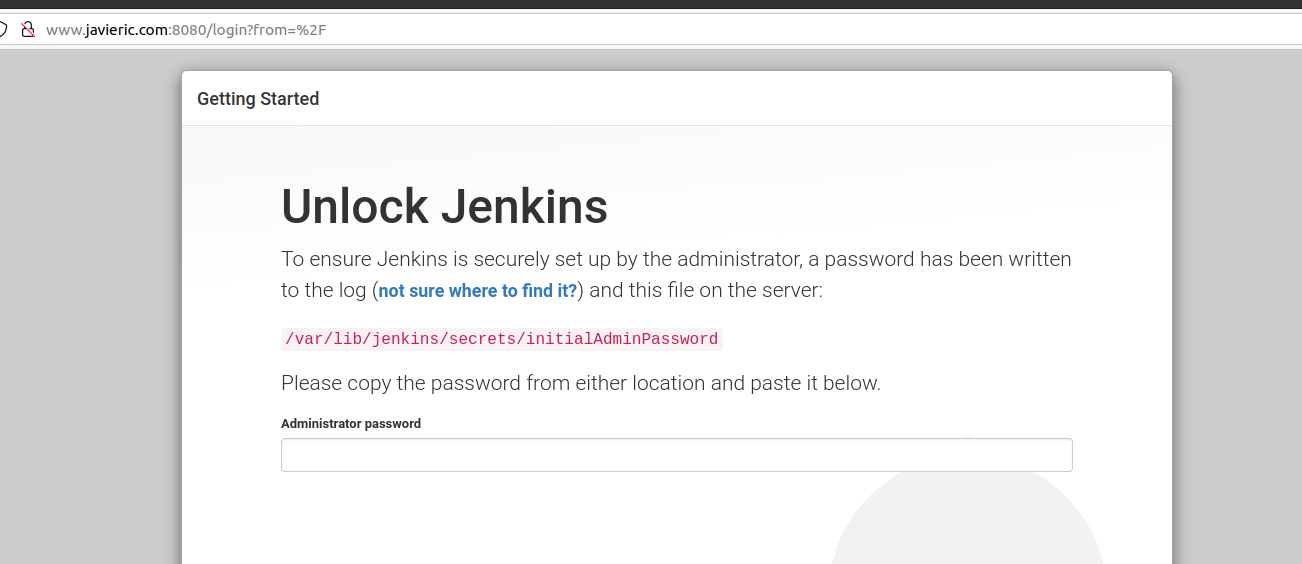 www.javieric.com:8080/login?from=%2F
Getting Started
Unlock Jenkins
To ensure Jenkins is securely set up by the administrator, a password has been written
to the log (not sure where to find it?) and this file on the server:
/var/lib/jenkins/secrets/initialAdminPassword
Please copy the password from either location and paste it below.
Administrator password